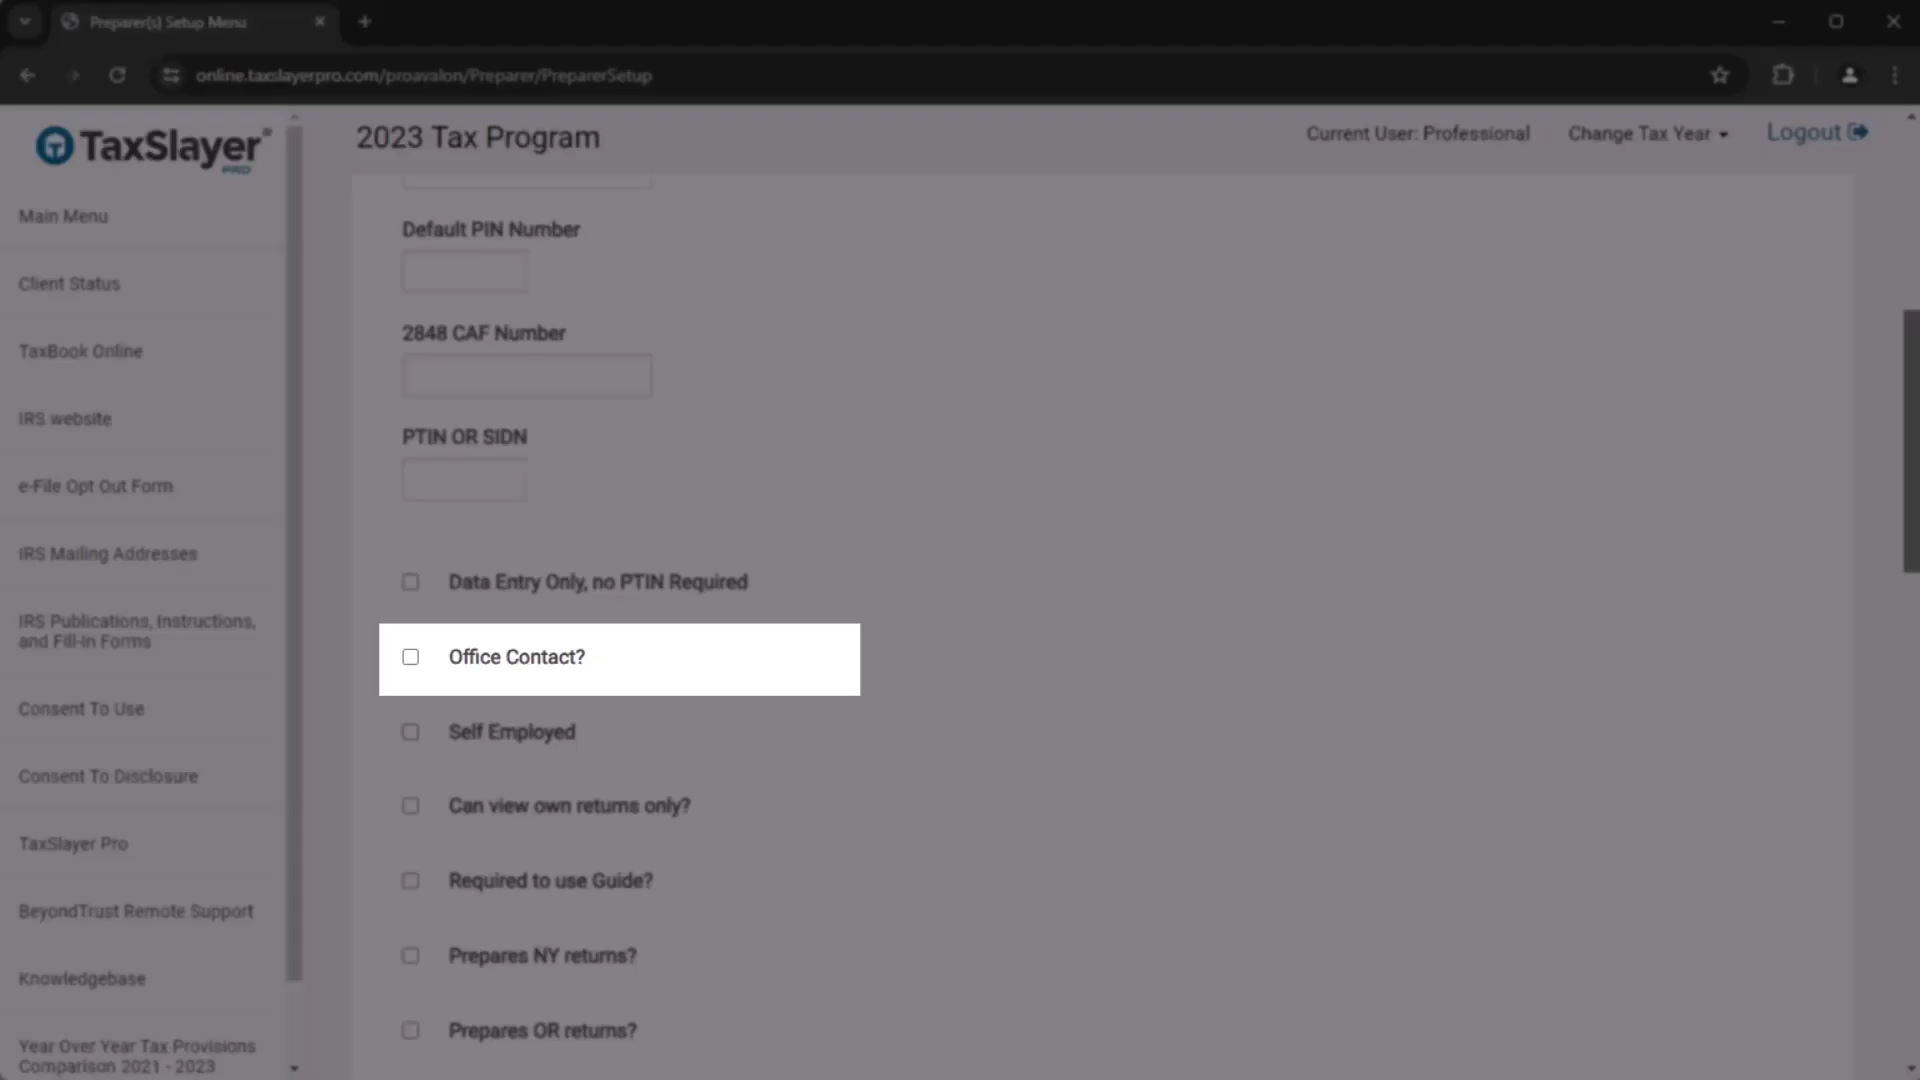 Preparer(s) Setup Menu
online.taxslayerpro.com/proavalon/Preparer/PreparerSetup
TaxSlayer®
PRO
2023 Tax Program
Current User: Professional
Change Tax Year
Logout
Main Menu
Client Status
TaxBook Online
IRS website
e-File Opt Out Form
IRS Mailing Addresses
IRS Publications, Instructions,
and Fill-In Forms
Consent To Use
Consent To Disclosure
TaxSlayer Pro
BeyondTrust Remote Support
Knowledgebase
Year Over Year Tax Provisions
Comparison 2021 - 2023
Default PIN Number
2848 CAF Number
PTIN OR SIDN
Data Entry Only, no PTIN Required
Office Contact?
Self Employed
Can view own returns only?
Required to use Guide?
Prepares NY returns?
Prepares OR returns?